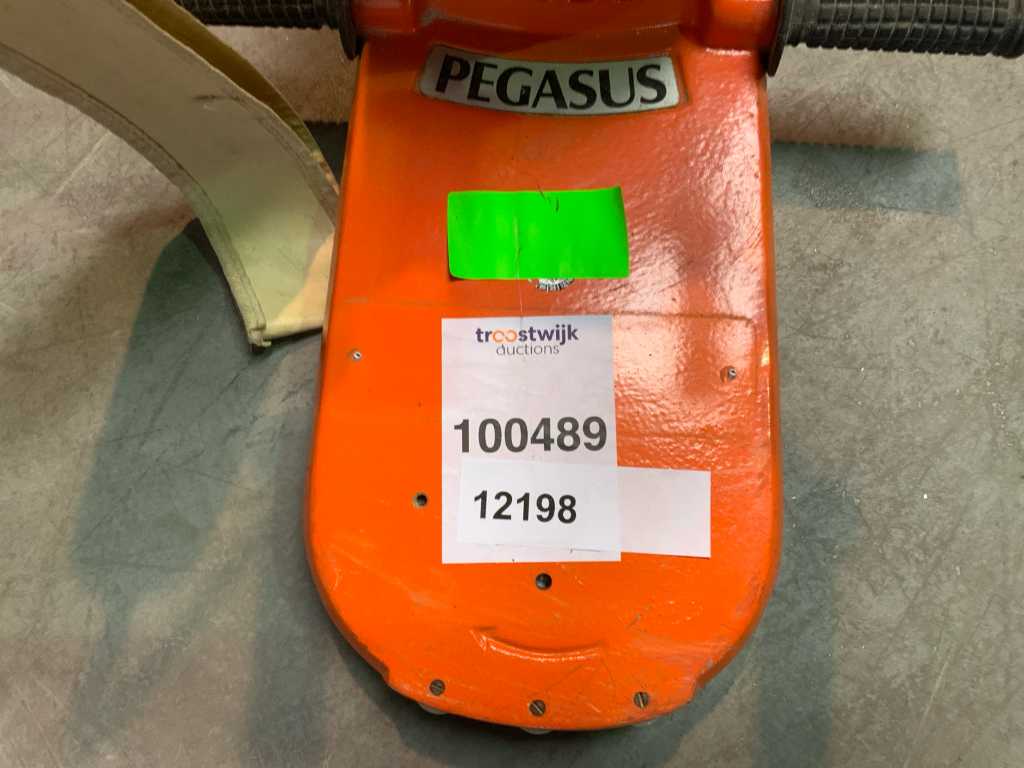 PEGASUS
troostwijk
auctions
100489
12198